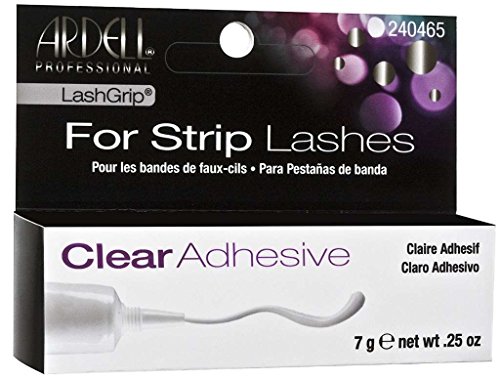 ARDELL®
PROFESSIONAL
240465
LashGrip®
For Strip Lashes
Pour les bandes de faux-cils • Para Pestañas de banda
Clear Adhesive
Claire Adhesif
Claro Adhesivo
7 g e net wt .25 oz